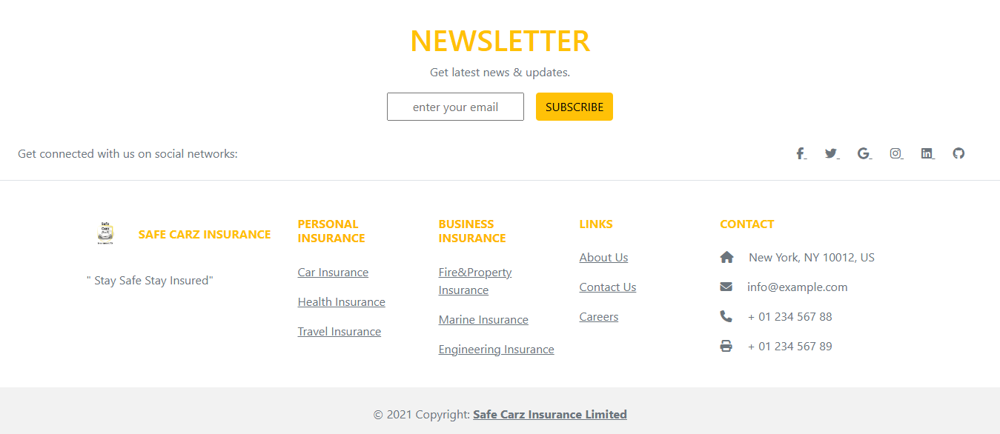 NEWSLETTER
Get latest news & updates.
enter your email
SUBSCRIBE
Get connected with us on social networks:
Safe
Carz
SAFE CARZ INSURANCE
" Stay Safe Stay Insured"
PERSONAL
INSURANCE
Car Insurance
Health Insurance
Travel Insurance
BUSINESS
INSURANCE
Fire&Property
Insurance
Marine Insurance
Engineering Insurance
LINKS
About Us
Contact Us
Careers
CONTACT
New York, NY 10012, US
info@example.com
+ 01 234 567 88
+ 01 234 567 89
© 2021 Copyright: Safe Carz Insurance Limited